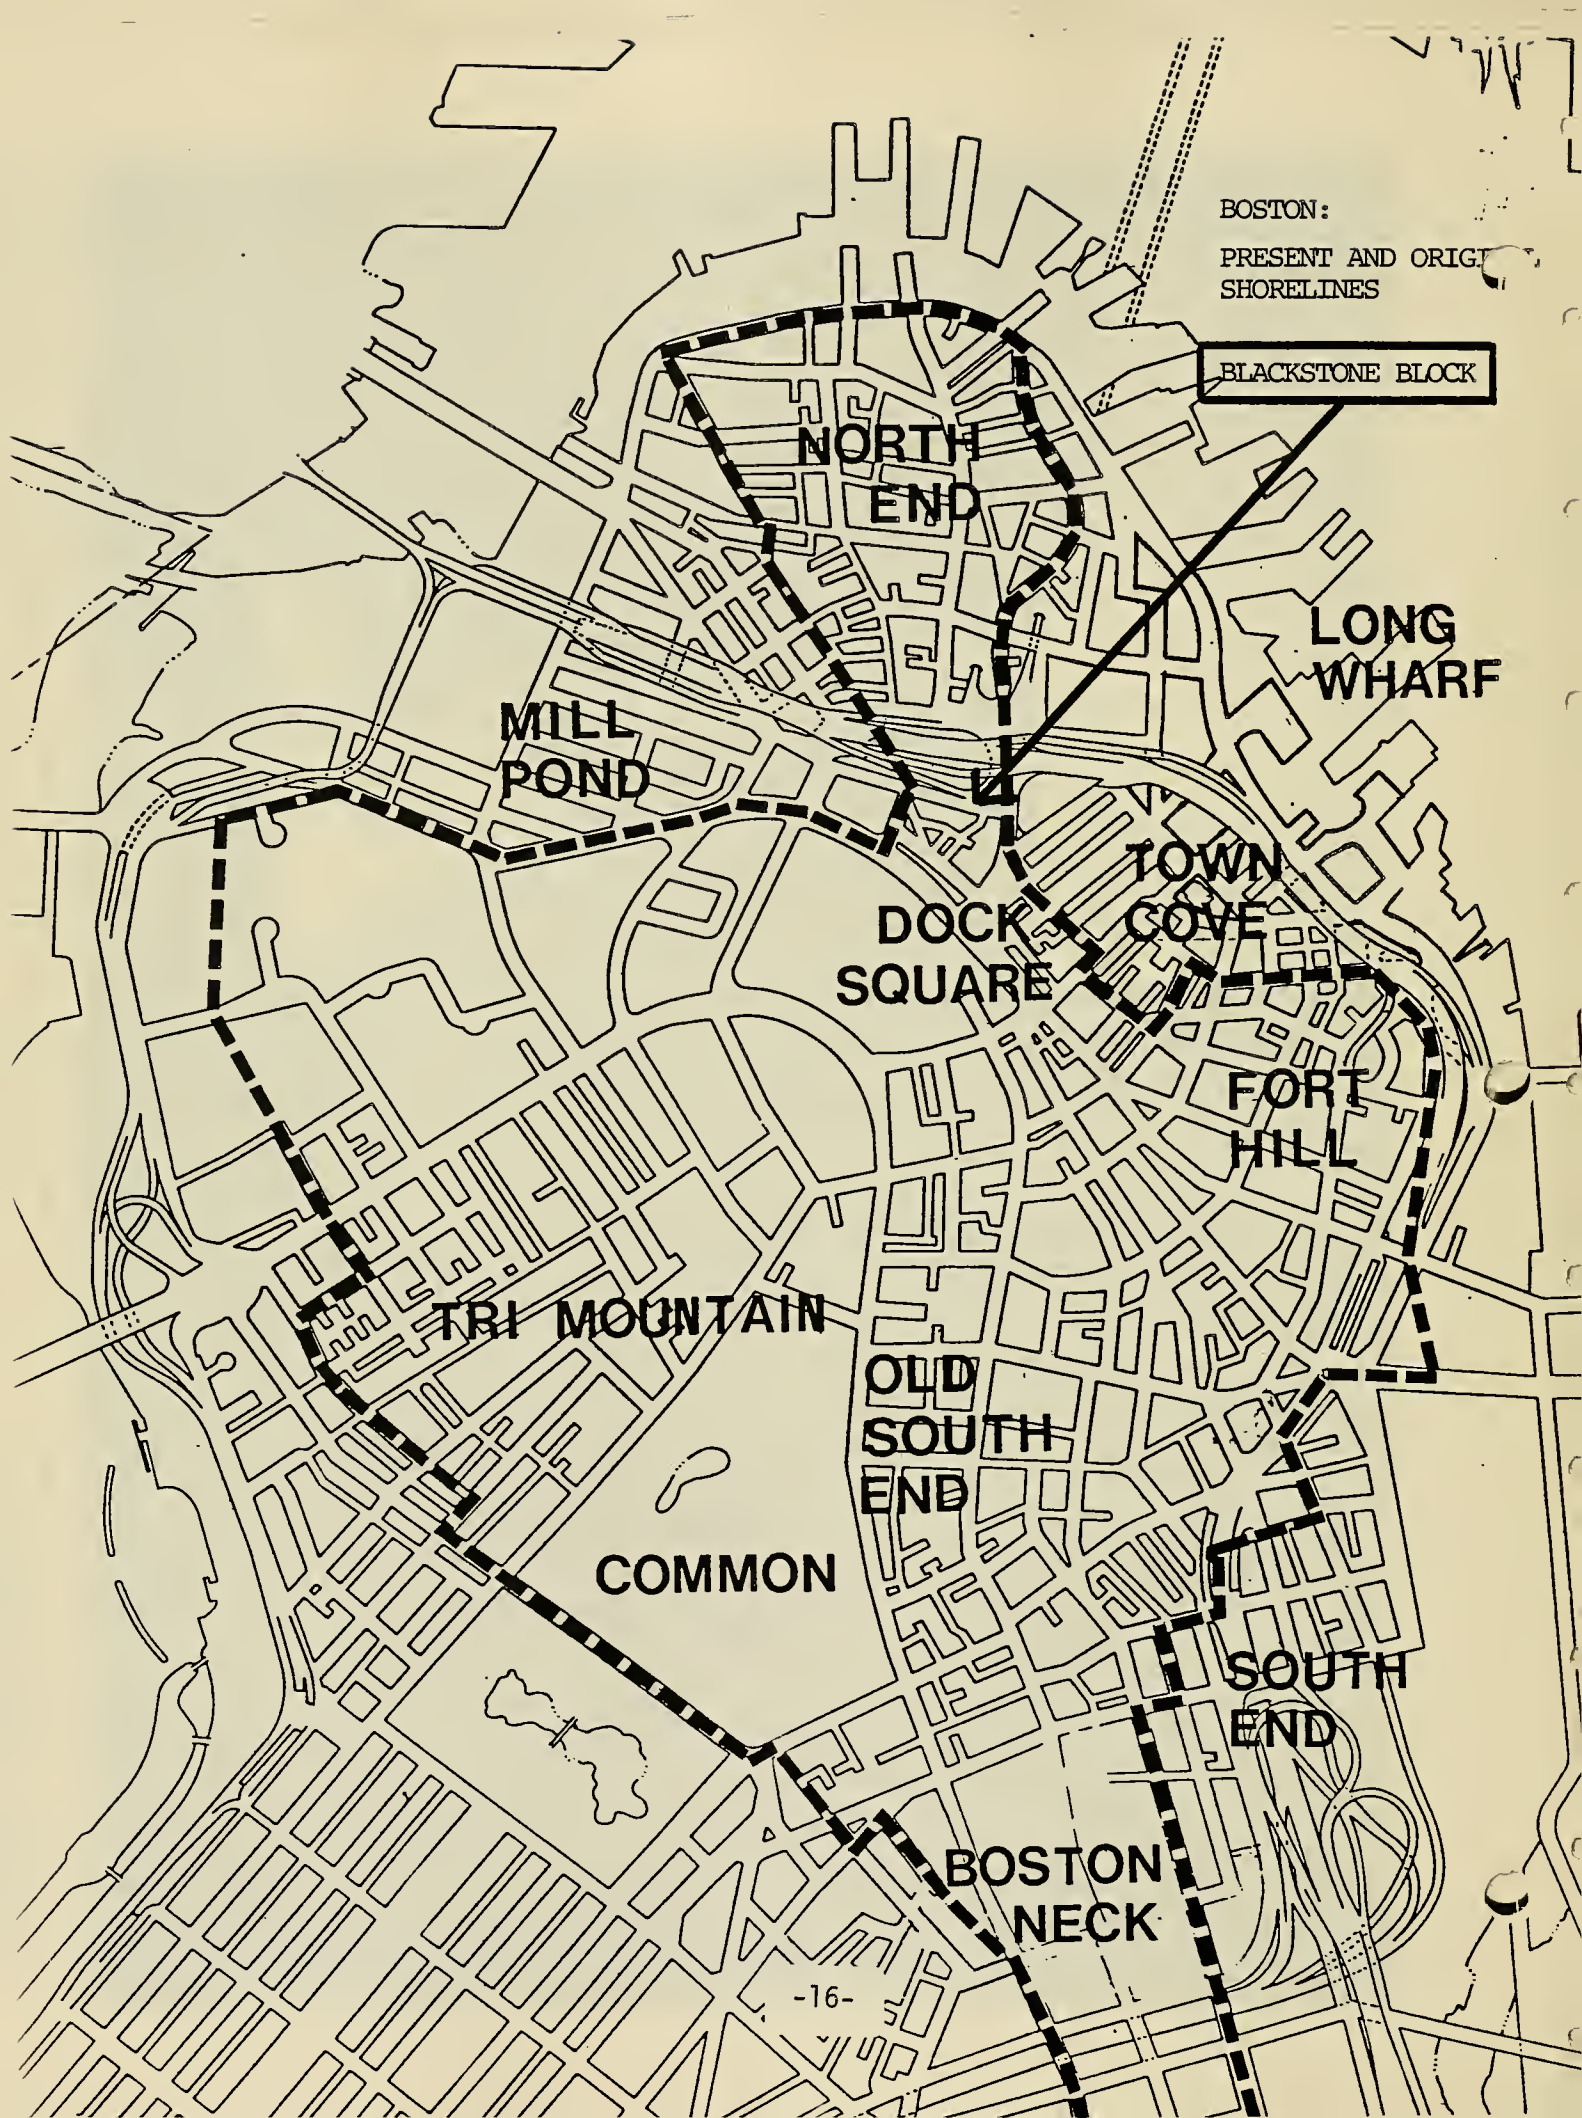 BOSTON:
PRESENT AND
SHORELINES
BLACKSTONE BLOCK
NORTH
END
LONG
WHARF
MILL
POND
TOWN
COVE
DOCK
SQUARE
FORT
HILL
TRI MOUNTAIN
OLD
SOUTH
END
COMMON
SOUTH
END
BOSTON
NECK
-16-